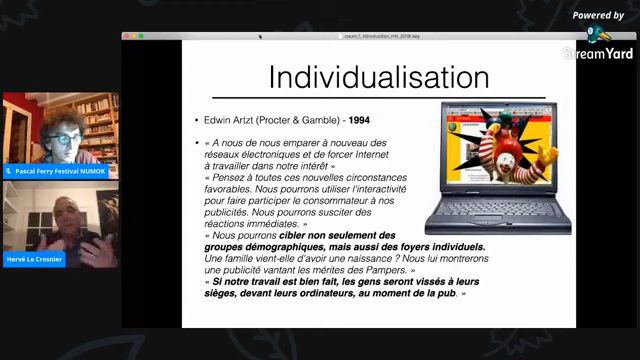 Powered by
StreamYard
cnum_1_introduction_HN_2018.key
Individualisation
• Edwin Artzt (Procter & Gamble) - 1994
• « A nous de nous emparer à nouveau des
réseaux électroniques et de forcer Internet
à travailler dans notre intérêt »
« Pensez à toutes ces nouvelles circonstances
favorables. Nous pourrons utiliser l'interactivité
pour faire participer le consommateur à nos
publicités. Nous pourrons susciter des
réactions immédiates. »
« Nous pourrons cibler non seulement des
groupes démographiques, mais aussi des foyers individuels.
Une famille vient-elle d'avoir une naissance ? Nous lui montrerons
une publicité vantant les mérites des Pampers. »
« Si notre travail est bien fait, les gens seront vissés à leurs
sièges, devant leurs ordinateurs, au moment de la pub. »
Pascal Ferry Festival NUMOK
Hervé Le Crosnier